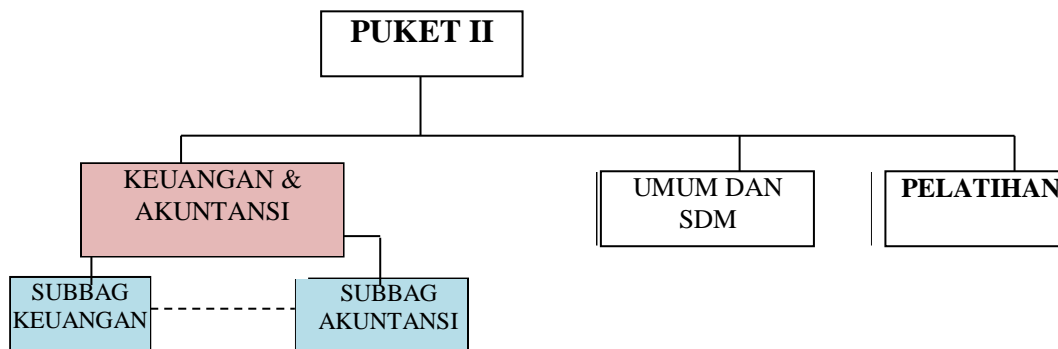 PUKET II
KEUANGAN &
AKUNTANSI
UMUM DAN
SDM
PELATIHAN
SUBBAG
KEUANGAN
SUBBAG
AKUNTANSI